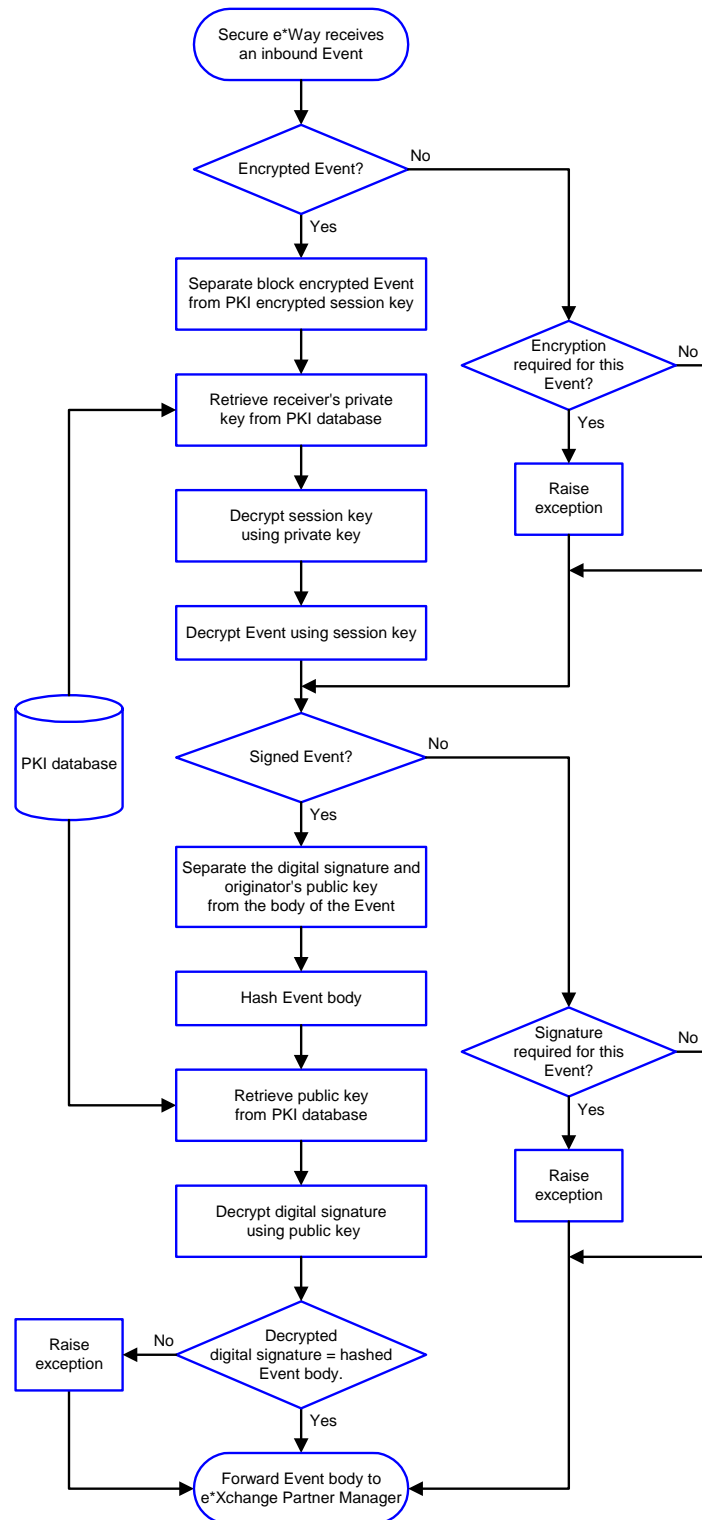 Secure e*Way receives
an inbound Event
Encrypted Event?
No
Yes
Separate block encrypted Event
from PKI encrypted session key
Encryption
required for this
Event?
No
Yes
Retrieve receiver's private
key from PKI database
Raise
exception
Decrypt session key
using private key
Decrypt Event using session key
PKI database
Signed Event?
No
Yes
Separate the digital signature and
originator's public key
from the body of the Event
Hash Event body
Signature
required for this
Event?
No
Yes
Retrieve public key
from PKI database
Raise
exception
Decrypt digital signature
using public key
Decrypted
digital signature = hashed
Event body.
No
Raise
exception
Yes
Forward Event body to
e*Xchange Partner Manager